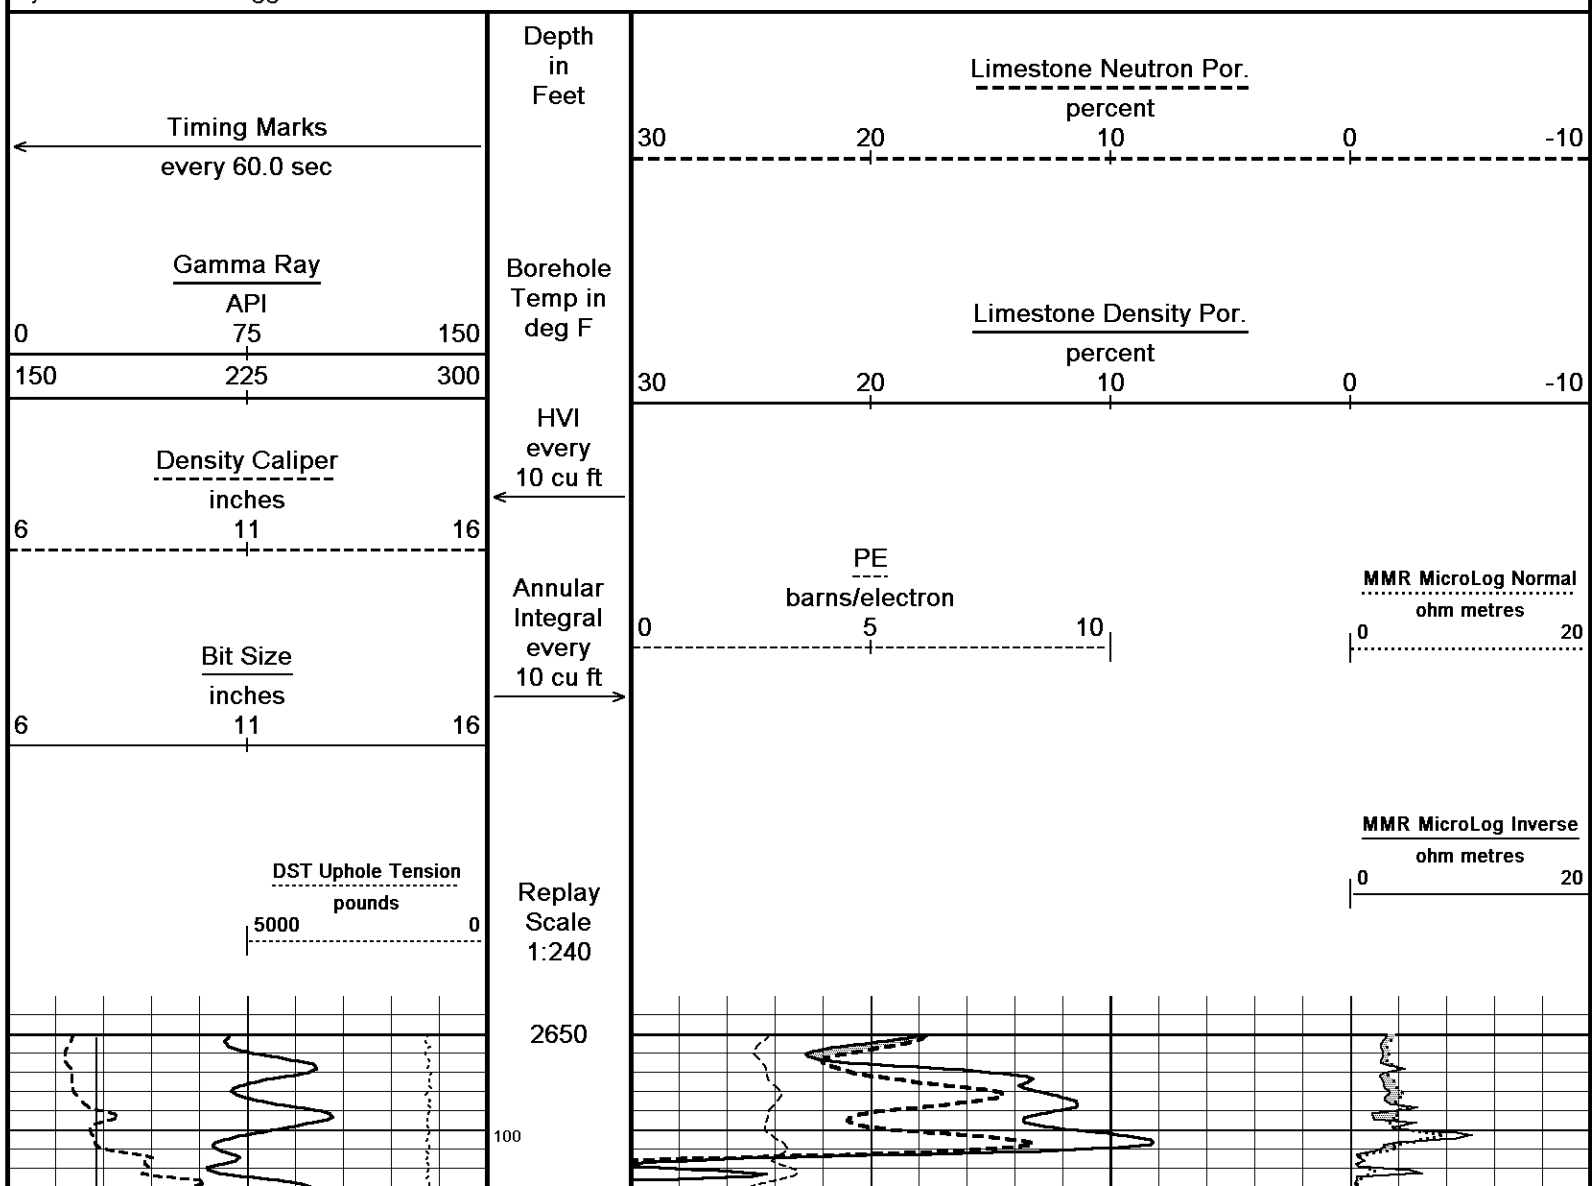 Depth
in
Feet
Timing Marks
every 60.0 sec
Gamma Ray
API
0 75 150
150 225 300
Density Caliper
inches
6 11 16
Bit Size
inches
6 11 16
DST Uphole Tension
pounds
5000 0
Borehole
Temp in
deg F
HVI
every
10 cu ft
Annular
Integral
every
10 cu ft
Replay
Scale
1:240
Limestone Neutron Por.
percent
30 20 10 0 -10
Limestone Density Por.
percent
30 20 10 0 -10
PE
barns/electron
0 5 10
MMR MicroLog Normal
ohm metres
0 20
MMR MicroLog Inverse
ohm metres
0 20
2650
100